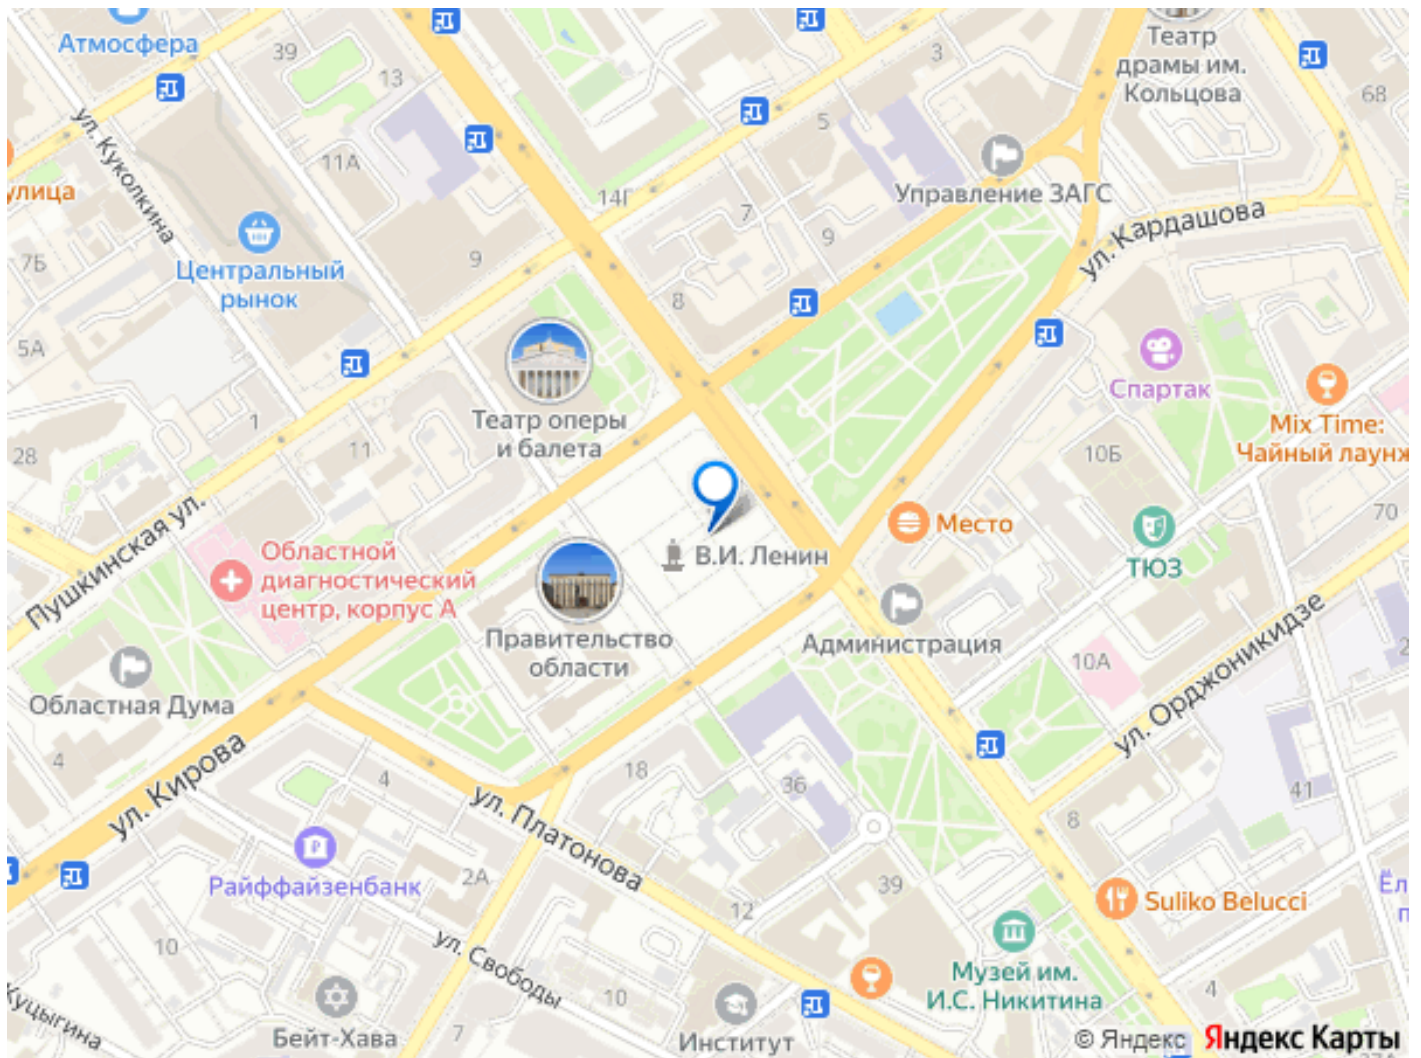 Атмосфера
39
13
3
Театр
драмы им.
Кольцова
68
ул. Куколкина
11А
5
Управление ЗАГС
улица
14Г
7
9
ул. Кардашова
7Б
Центральный
рынок
9
8
5А
Спартак
Театр оперы
и балета
Mix Time:
Чайный лаунж
1
11
28
10Б
70
Пушкинская ул.
Место
В.И. Ленин
ТЮЗ
Областной
диагностический
центр, корпус А
Правительство
области
Администрация
10А
ул. Орджоникидзе
2
Областная Дума
4
ул. Кирова
4
18
36
41
8
ул. Платонова
Райффайзенбанк
2А
39
12
Suliko Belucci
Ёл
п
ул. Свободы
10
10
Музей им.
И.С. Никитина
4
Куцыгина
Бейт-Хава
7
Институт
© Яндекс Яндекс Карты